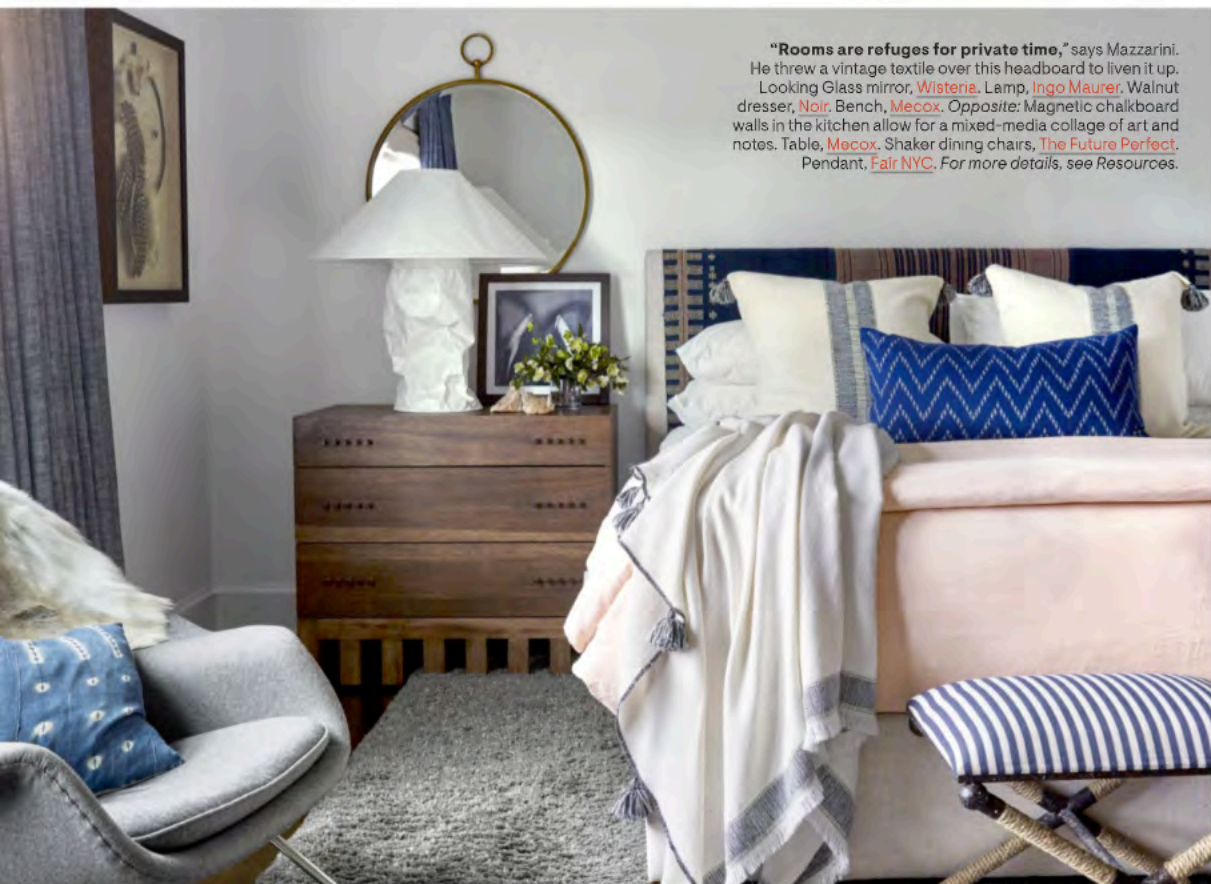 “Rooms are refuges for private time,” says Mazzarini.
He threw a vintage textile over this headboard to liven it up.
Looking Glass mirror, Wisteria. Lamp, Ingo Maurer. Walnut
dresser, Noir. Bench, Mecox. Opposite: Magnetic chalkboard
walls in the kitchen allow for a mixed-media collage of art and
notes. Table, Mecox. Shaker dining chairs, The Future Perfect.
Pendant, Fair NYC. For more details, see Resources.